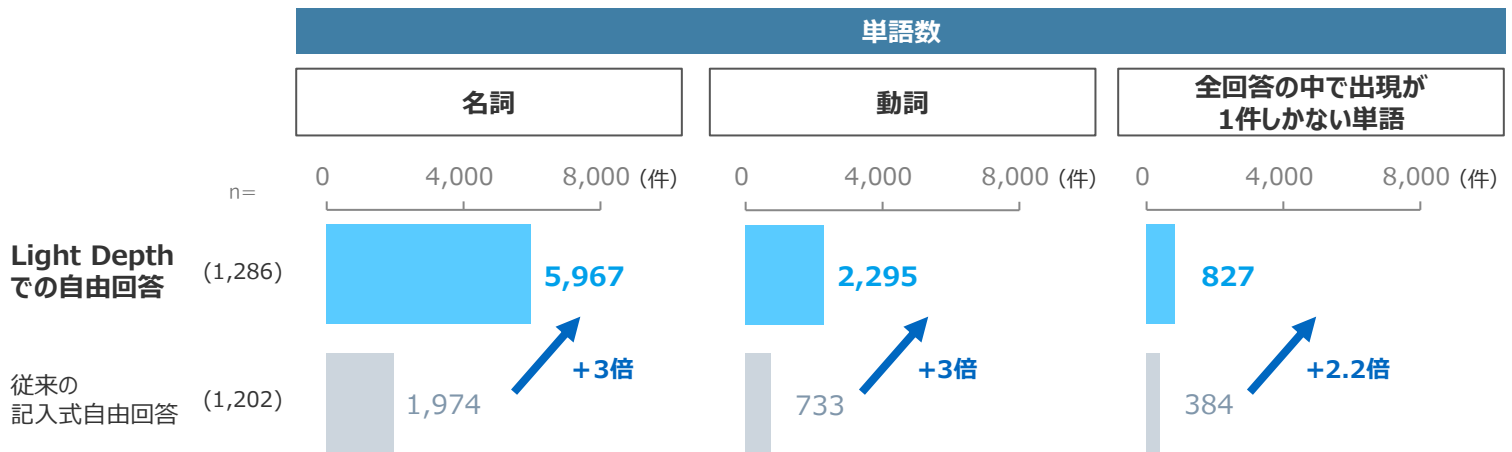 単語数
名詞
動詞
全回答の中で出現が
1件しかない単語
n=
0 4,000 8,000 (件)
0 4,000 8,000 (件)
0 4,000 8,000 (件)
Light Depth
での自由回答
(1,286)
5,967
2,295
827
+3倍
+3倍
+2.2倍
従来の
記入式自由回答
(1,202)
1,974
733
384